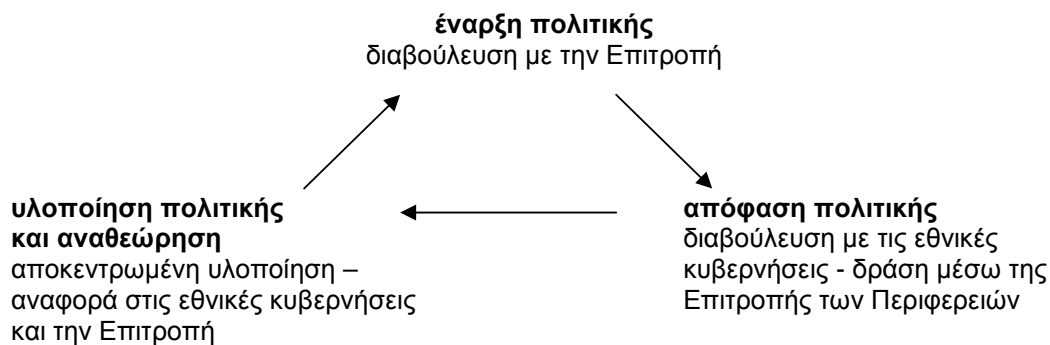 έναρξη πολιτικής
διαβούλευση με την Επιτροπή
υλοποίηση πολιτικής
και αναθεώρηση
αποκεντρωμένη υλοποίηση –
αναφορά στις εθνικές κυβερνήσεις
και την Επιτροπή
απόφαση πολιτικής
διαβούλευση με τις εθνικές
κυβερνήσεις - δράση μέσω της
Επιτροπής των Περιφερειών